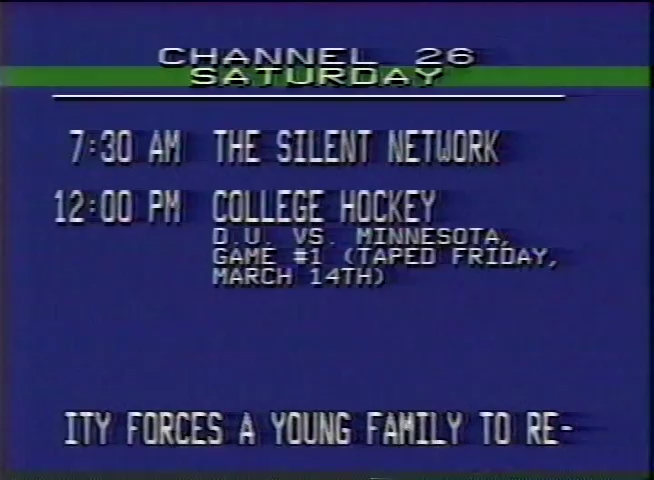 CHANNEL 26
SATURDAY
7:30 AM THE SILENT NETWORK
12:00 PM COLLEGE HOCKEY
D.U. VS. MINNESOTA,
GAME #1 (TAPED FRIDAY,
MARCH 14TH)
ITY FORCES A YOUNG FAMILY TO RE-